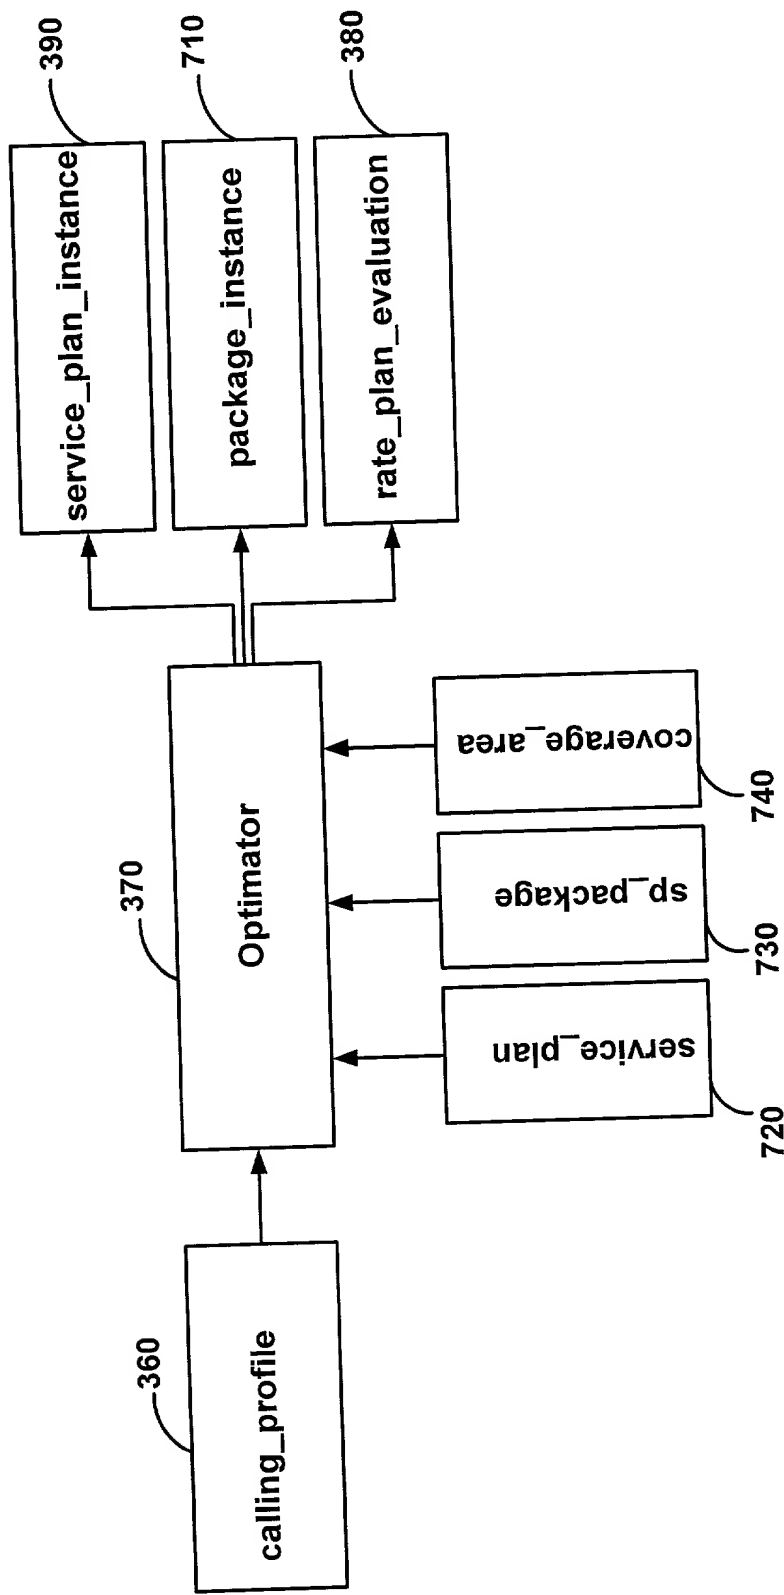 360
calling_profile
370
Optimator
390
service_plan_instance
710
package_instance
380
rate_plan_evaluation
service_plan
720
sp_package
730
coverage_area
740